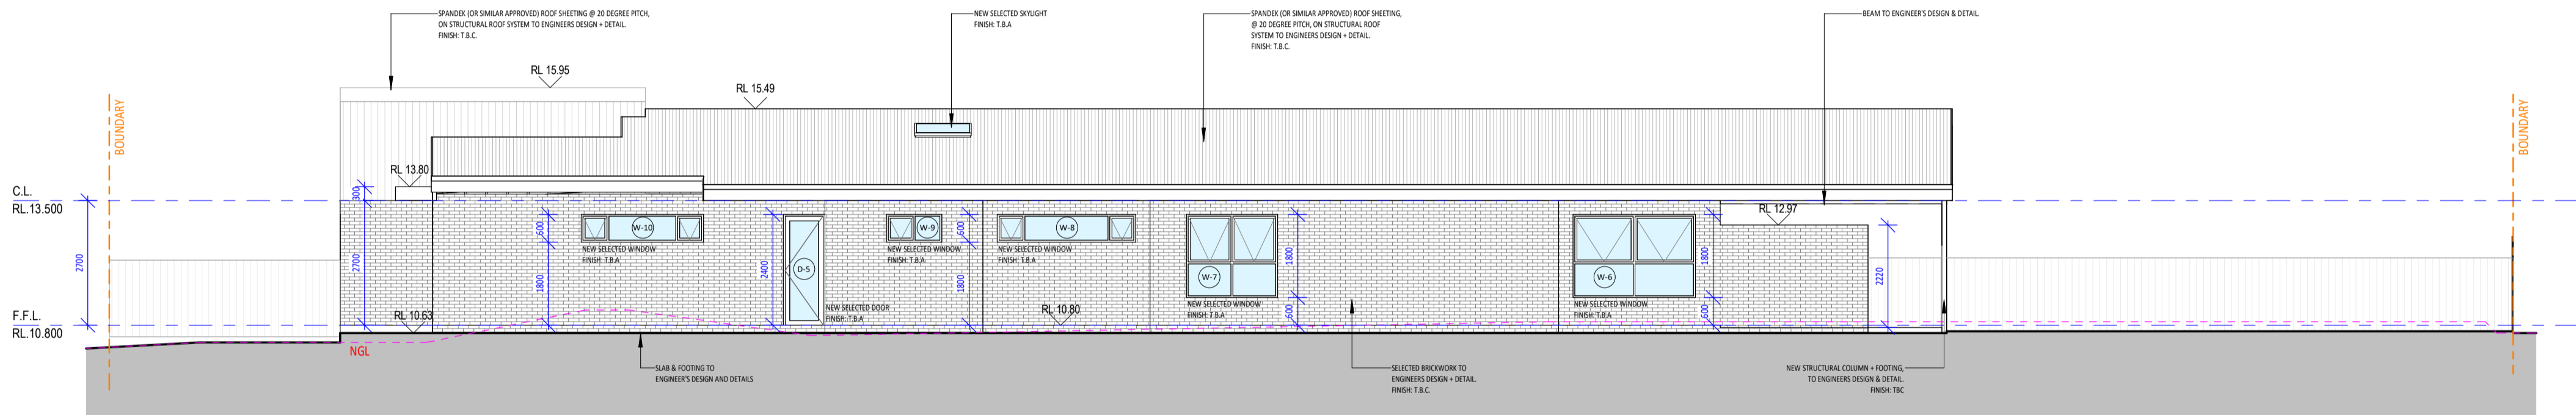 SPANDEK (OR SIMILAR APPROVED) ROOF SHEETING @ 20 DEGREE PITCH,
ON STRUCTURAL ROOF SYSTEM TO ENGINEERS DESIGN + DETAIL.
FINISH: T.B.C.
NEW SELECTED SKYLIGHT
FINISH: T.B.A
SPANDEK (OR SIMILAR APPROVED) ROOF SHEETING,
@ 20 DEGREE PITCH, ON STRUCTURAL ROOF
SYSTEM TO ENGINEERS DESIGN + DETAIL.
FINISH: T.B.C.
BEAM TO ENGINEER'S DESIGN & DETAIL.
RL 15.95
RL 15.49
BOUNDARY
BOUNDARY
RL 13.80
C.L.
RL.13.500
300
2700
2700
600
1800
W-10
NEW SELECTED WINDOW
FINISH: T.B.A
2400
D-5
NEW SELECTED DOOR
FINISH: T.B.A
W-9
NEW SELECTED WINDOW
FINISH: T.B.A
600
1800
W-8
NEW SELECTED WINDOW
FINISH: T.B.A
W-7
NEW SELECTED WINDOW
FINISH: T.B.A
1800
600
W-6
NEW SELECTED WINDOW
FINISH: T.B.A
1800
600
RL 12.97
2220
F.F.L.
RL.10.800
RL 10.63
RL 10.80
NGL
SLAB & FOOTING TO
ENGINEER'S DESIGN AND DETAILS
SELECTED BRICKWORK TO
ENGINEERS DESIGN + DETAIL.
FINISH: T.B.C.
NEW STRUCTURAL COLUMN + FOOTING,
TO ENGINEERS DESIGN & DETAIL.
FINISH: TBC